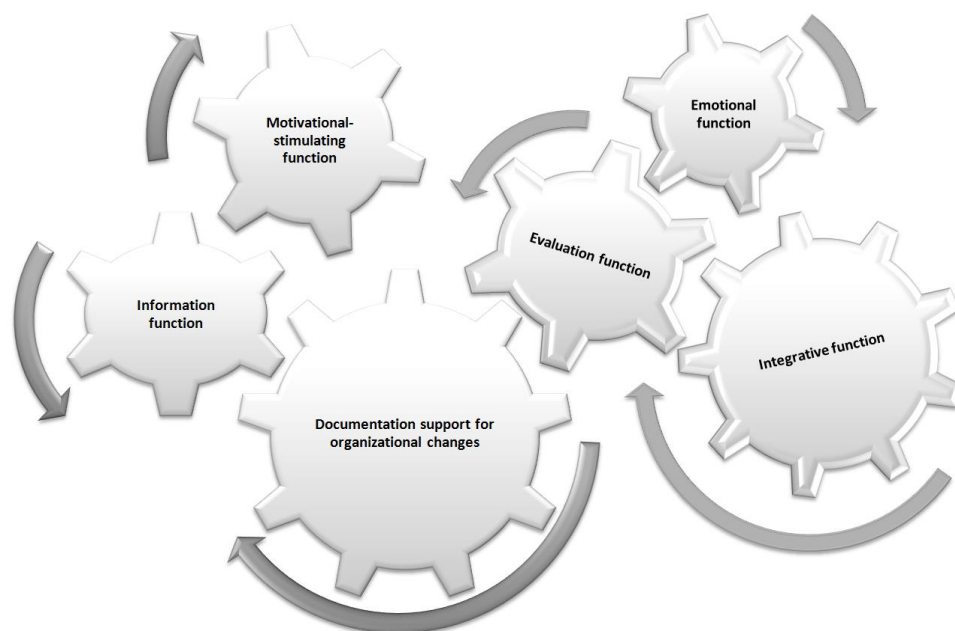 Motivational-
stimulating
function
Emotional
function
Evaluation function
Information
function
Integrative function
Documentation support for
organizational changes